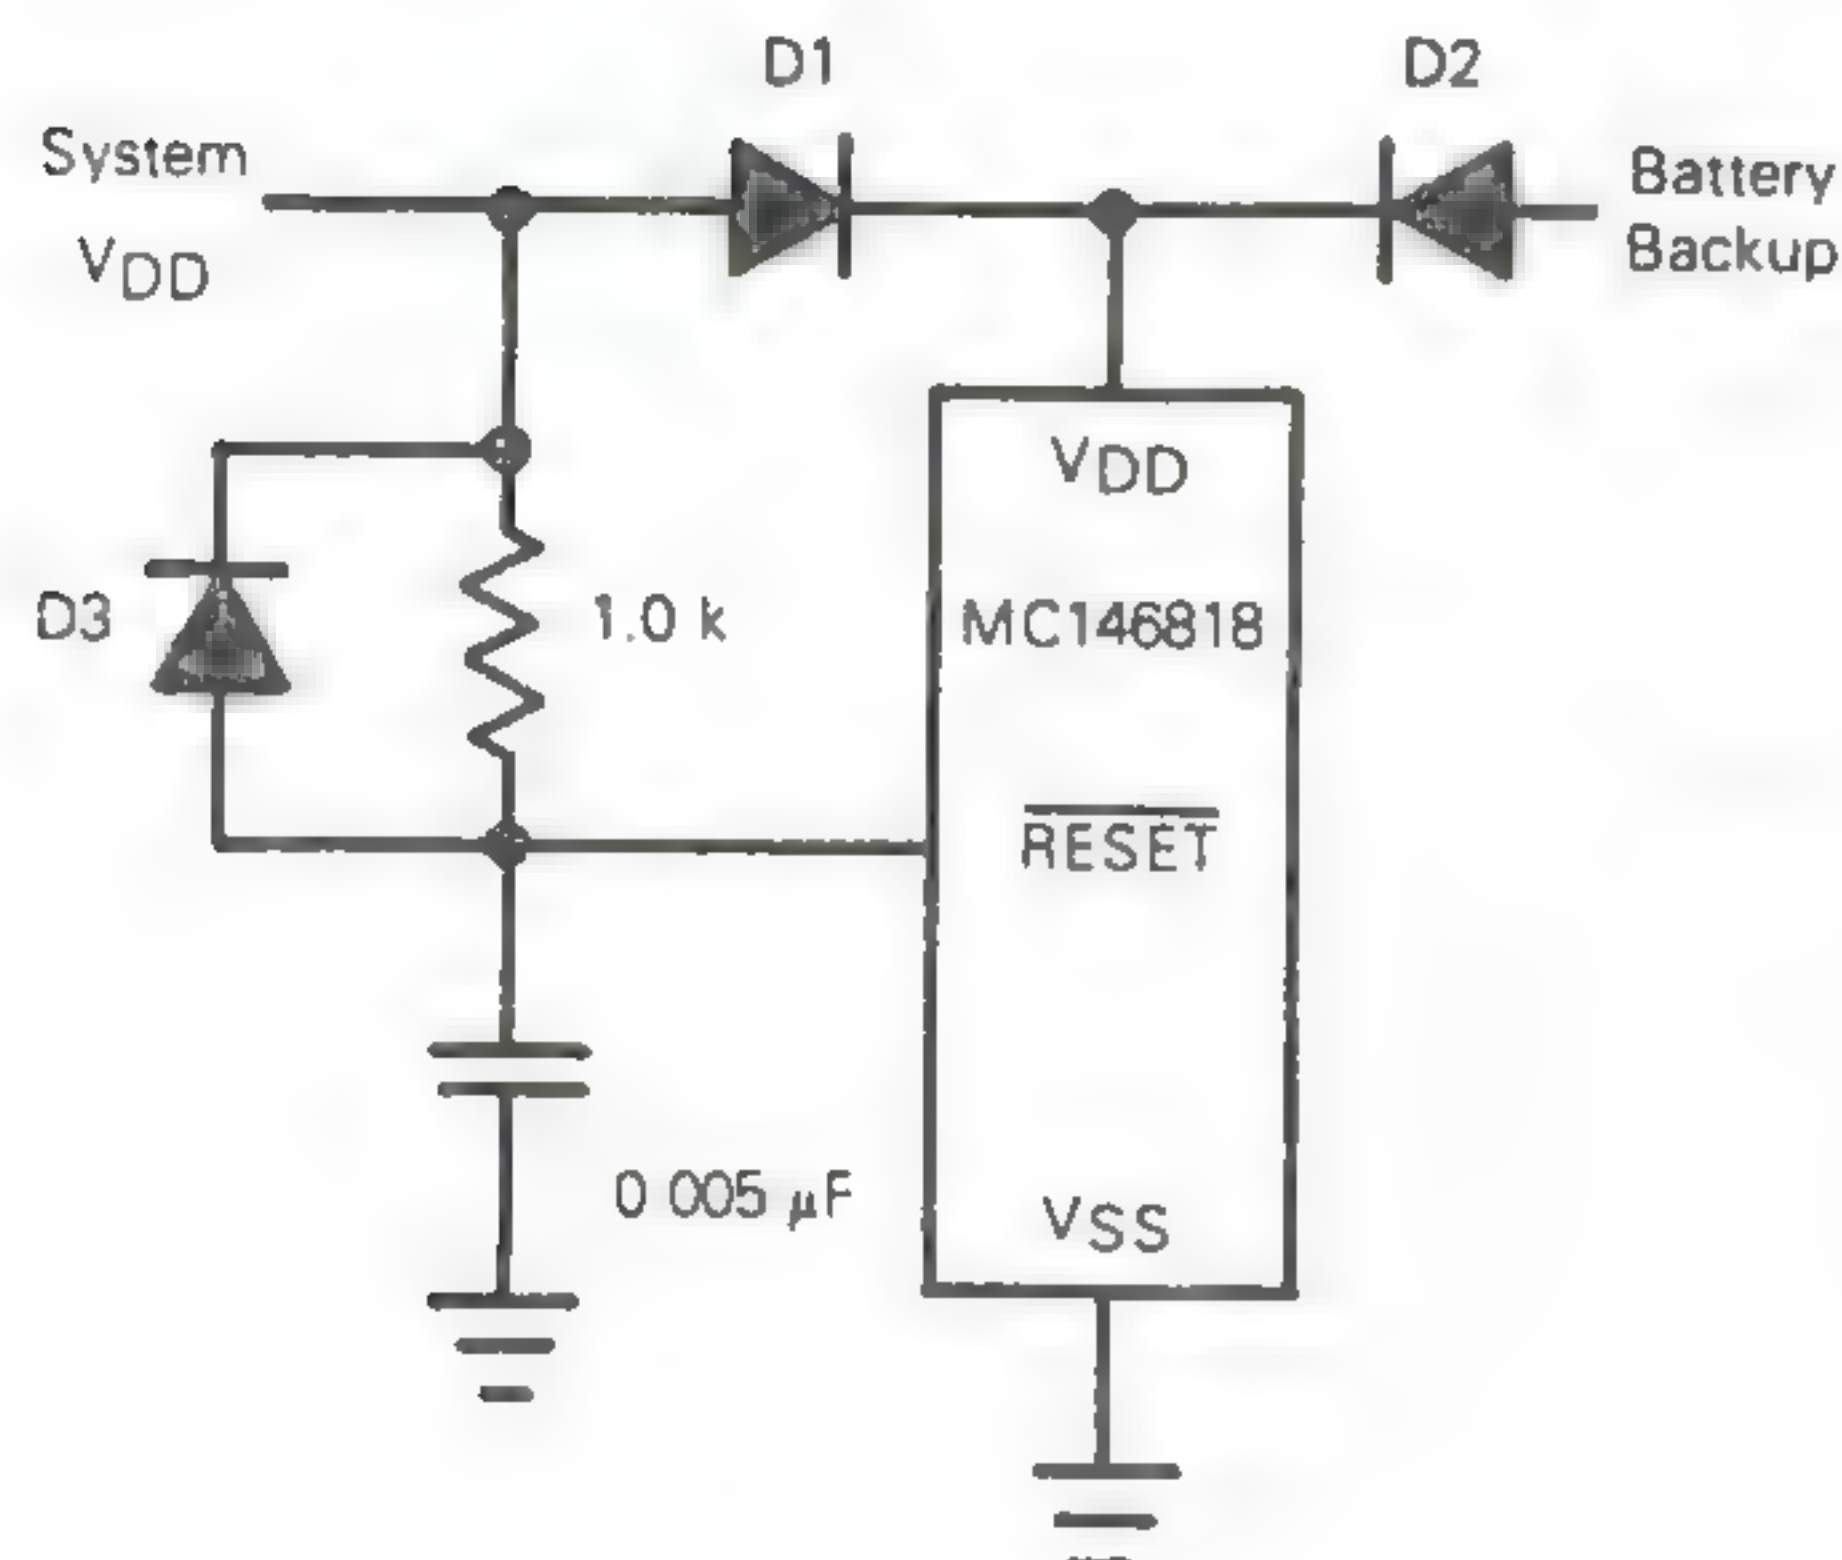 D1
D2
System
VDD
Battery
Backup
VDD
D3
1.0 k
MC146818
RESET
0 005 µF
VSS